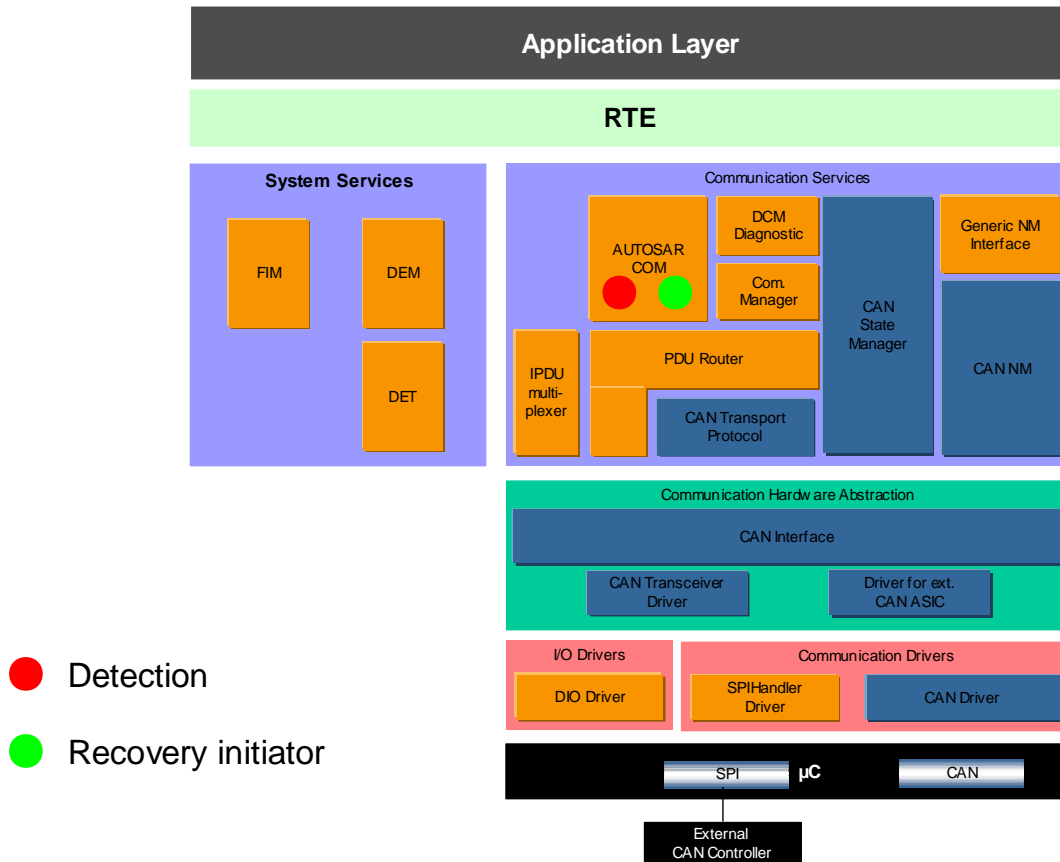 Application Layer
RTE
System Services
FIM
DEM
DET
Communication Services
AUTOSAR
COM
DCM
Diagnostic
Com.
Manager
CAN
State
Manager
Generic NM
Interface
CAN NM
IPDU
multi-
plexer
PDU Router
CAN Transport
Protocol
Communication Hardware Abstraction
CAN Interface
CAN Transceiver
Driver
Driver for ext.
CAN ASIC
I/O Drivers
DIO Driver
Communication Drivers
SPIHandler
Driver
CAN Driver
Detection
Recovery initiator
SPI
µC
CAN
External
CAN Controller